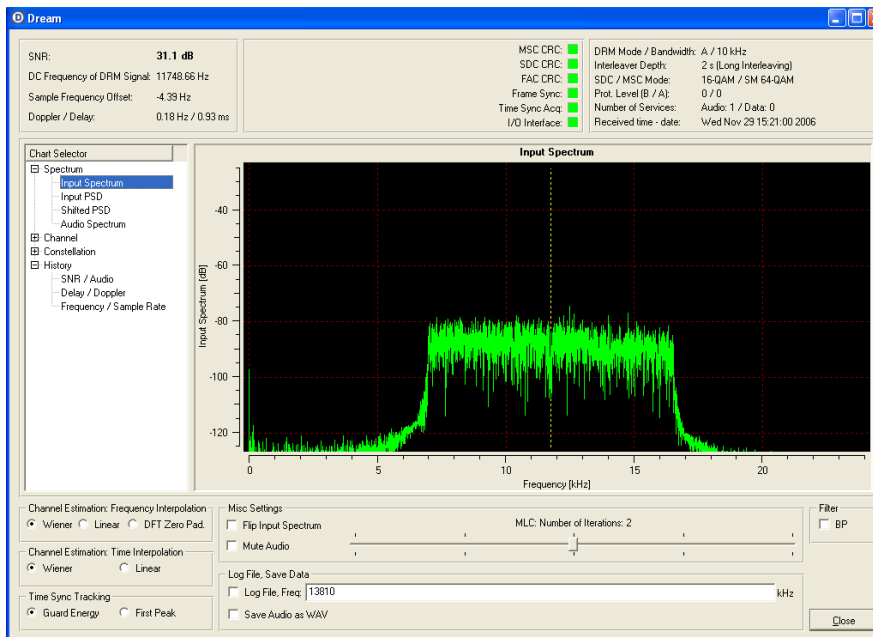 Dream
SNR: 31.1 dB
DC Frequency of DRM Signal: 11748.66 Hz
Sample Frequency Offset: -4.39 Hz
Doppler / Delay: 0.18 Hz / 0.93 ms
MSC CRC:
SDC CRC:
FAC CRC:
Frame Sync:
Time Sync Acq:
I/O Interface:
DRM Mode / Bandwidth: A / 10 kHz
Interleaver Depth: 2 s (Long Interleaving)
SDC / MSC Mode: 16-QAM / SM 64-QAM
Prot. Level (B / A): 0 / 0
Number of Services: Audio: 1 / Data: 0
Received time - date: Wed Nov 29 15:21:00 2006
Chart Selector
Spectrum
Input Spectrum
Input PSD
Shifted PSD
Audio Spectrum
Channel
Constellation
History
SNR / Audio
Delay / Doppler
Frequency / Sample Rate
Input Spectrum
Input Spectrum [dB]
-40
-60
-80
-100
-120
0 5 10 15 20
Frequency [kHz]
Channel Estimation: Frequency Interpolation
Wiener Linear DFT Zero Pad.
Channel Estimation: Time Interpolation
Wiener Linear
Time Sync Tracking
Guard Energy First Peak
Misc Settings
Flip Input Spectrum
Mute Audio
MLC: Number of Iterations: 2
Log File, Save Data
Log File, Freq: 13810 kHz
Save Audio as WAV
Filter
BP
Close